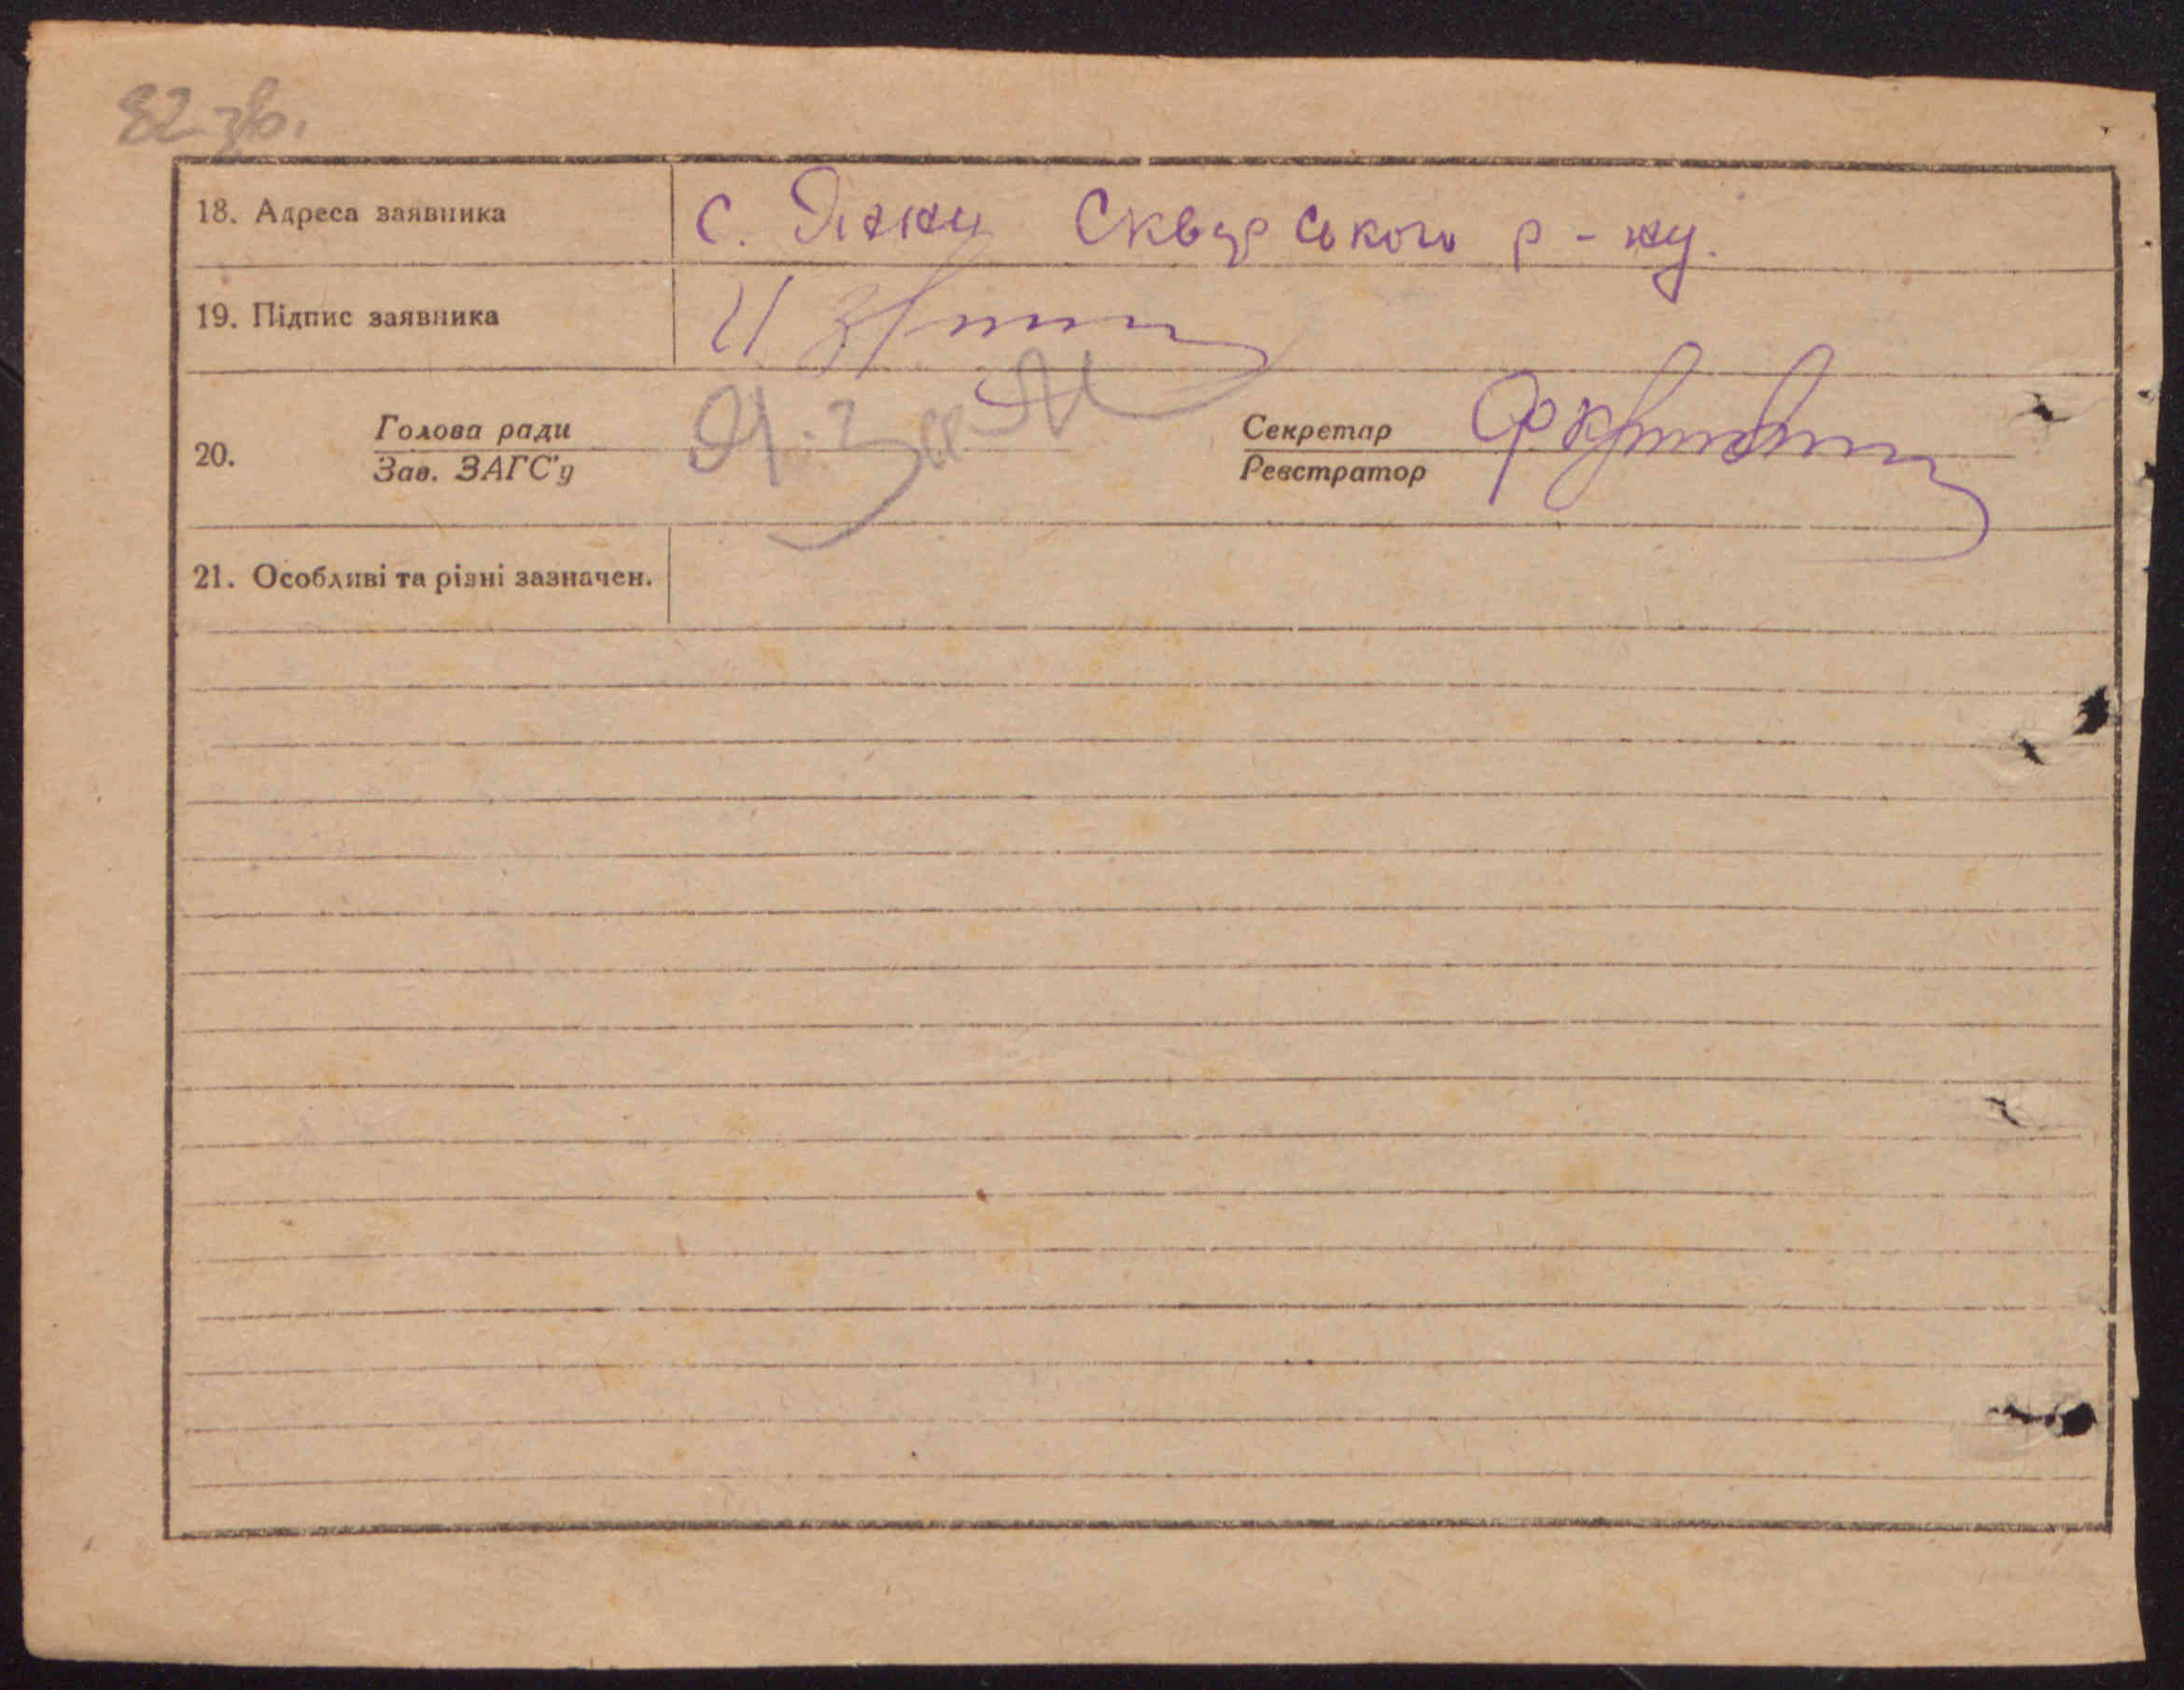 82 зв.
18. Адреса заявника с. Сквирського р-ну.
19. Підпис заявника
20. Голова ради Секретар
Зав. ЗАГС'у Реєстратор
21. Особливі та різні зазначен.